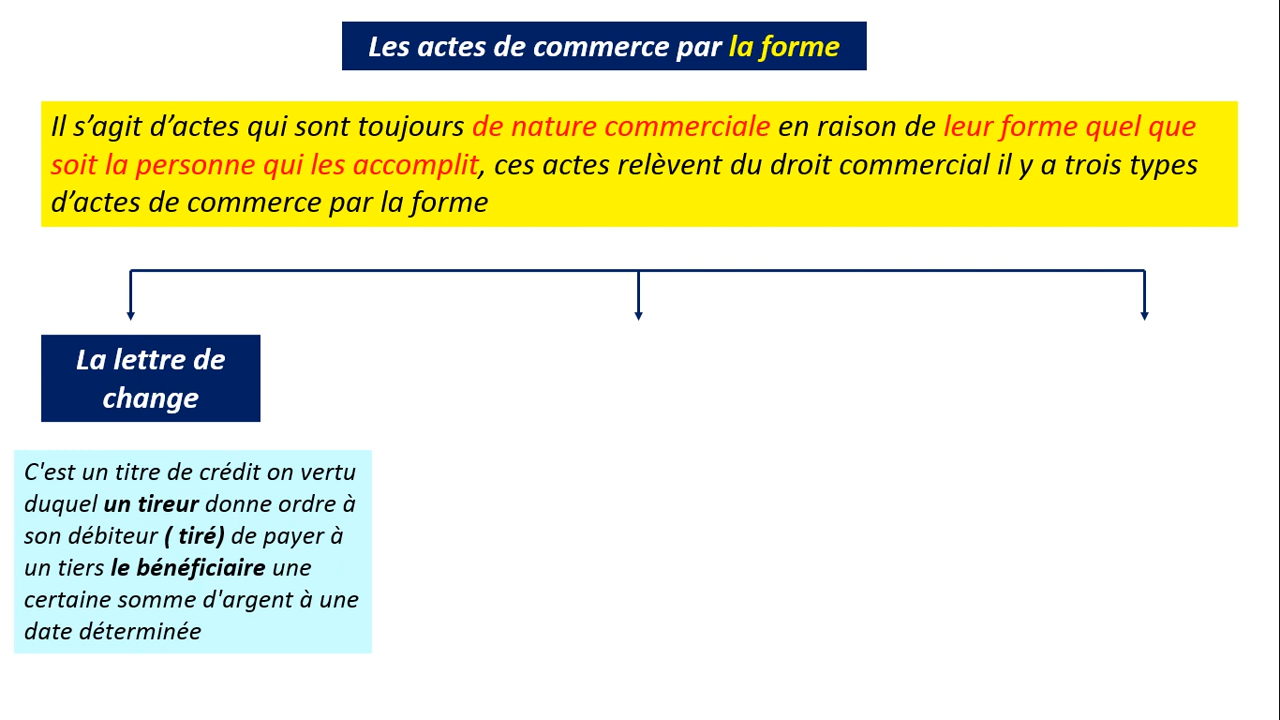 Les actes de commerce par la forme
Il s’agit d’actes qui sont toujours de nature commerciale en raison de leur forme quel que
soit la personne qui les accomplit, ces actes relèvent du droit commercial il y a trois types
d’actes de commerce par la forme
La lettre de
change
C'est un titre de crédit on vertu
duquel un tireur donne ordre à
son débiteur ( tiré) de payer à
un tiers le bénéficiaire une
certaine somme d'argent à une
date déterminée